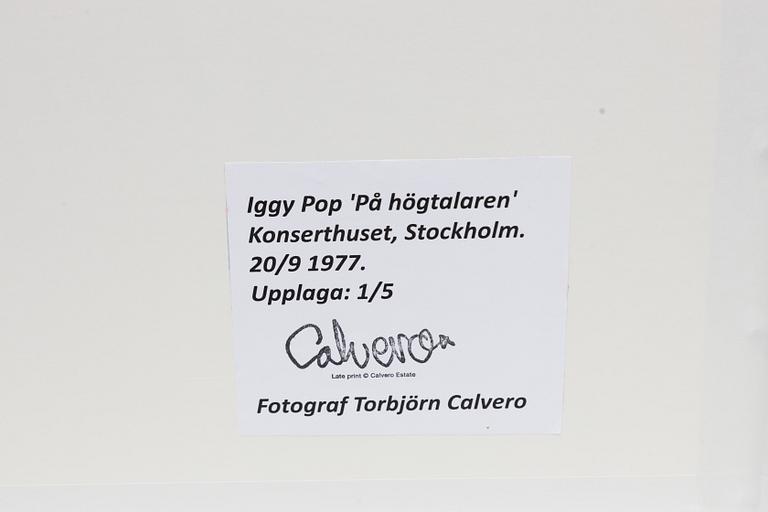 Iggy Pop 'På högtalaren'
Konserthuset, Stockholm.
20/9 1977.
Upplaga: 1/5
Calvero
Late print © Calvero Estate
Fotograf Torbjörn Calvero